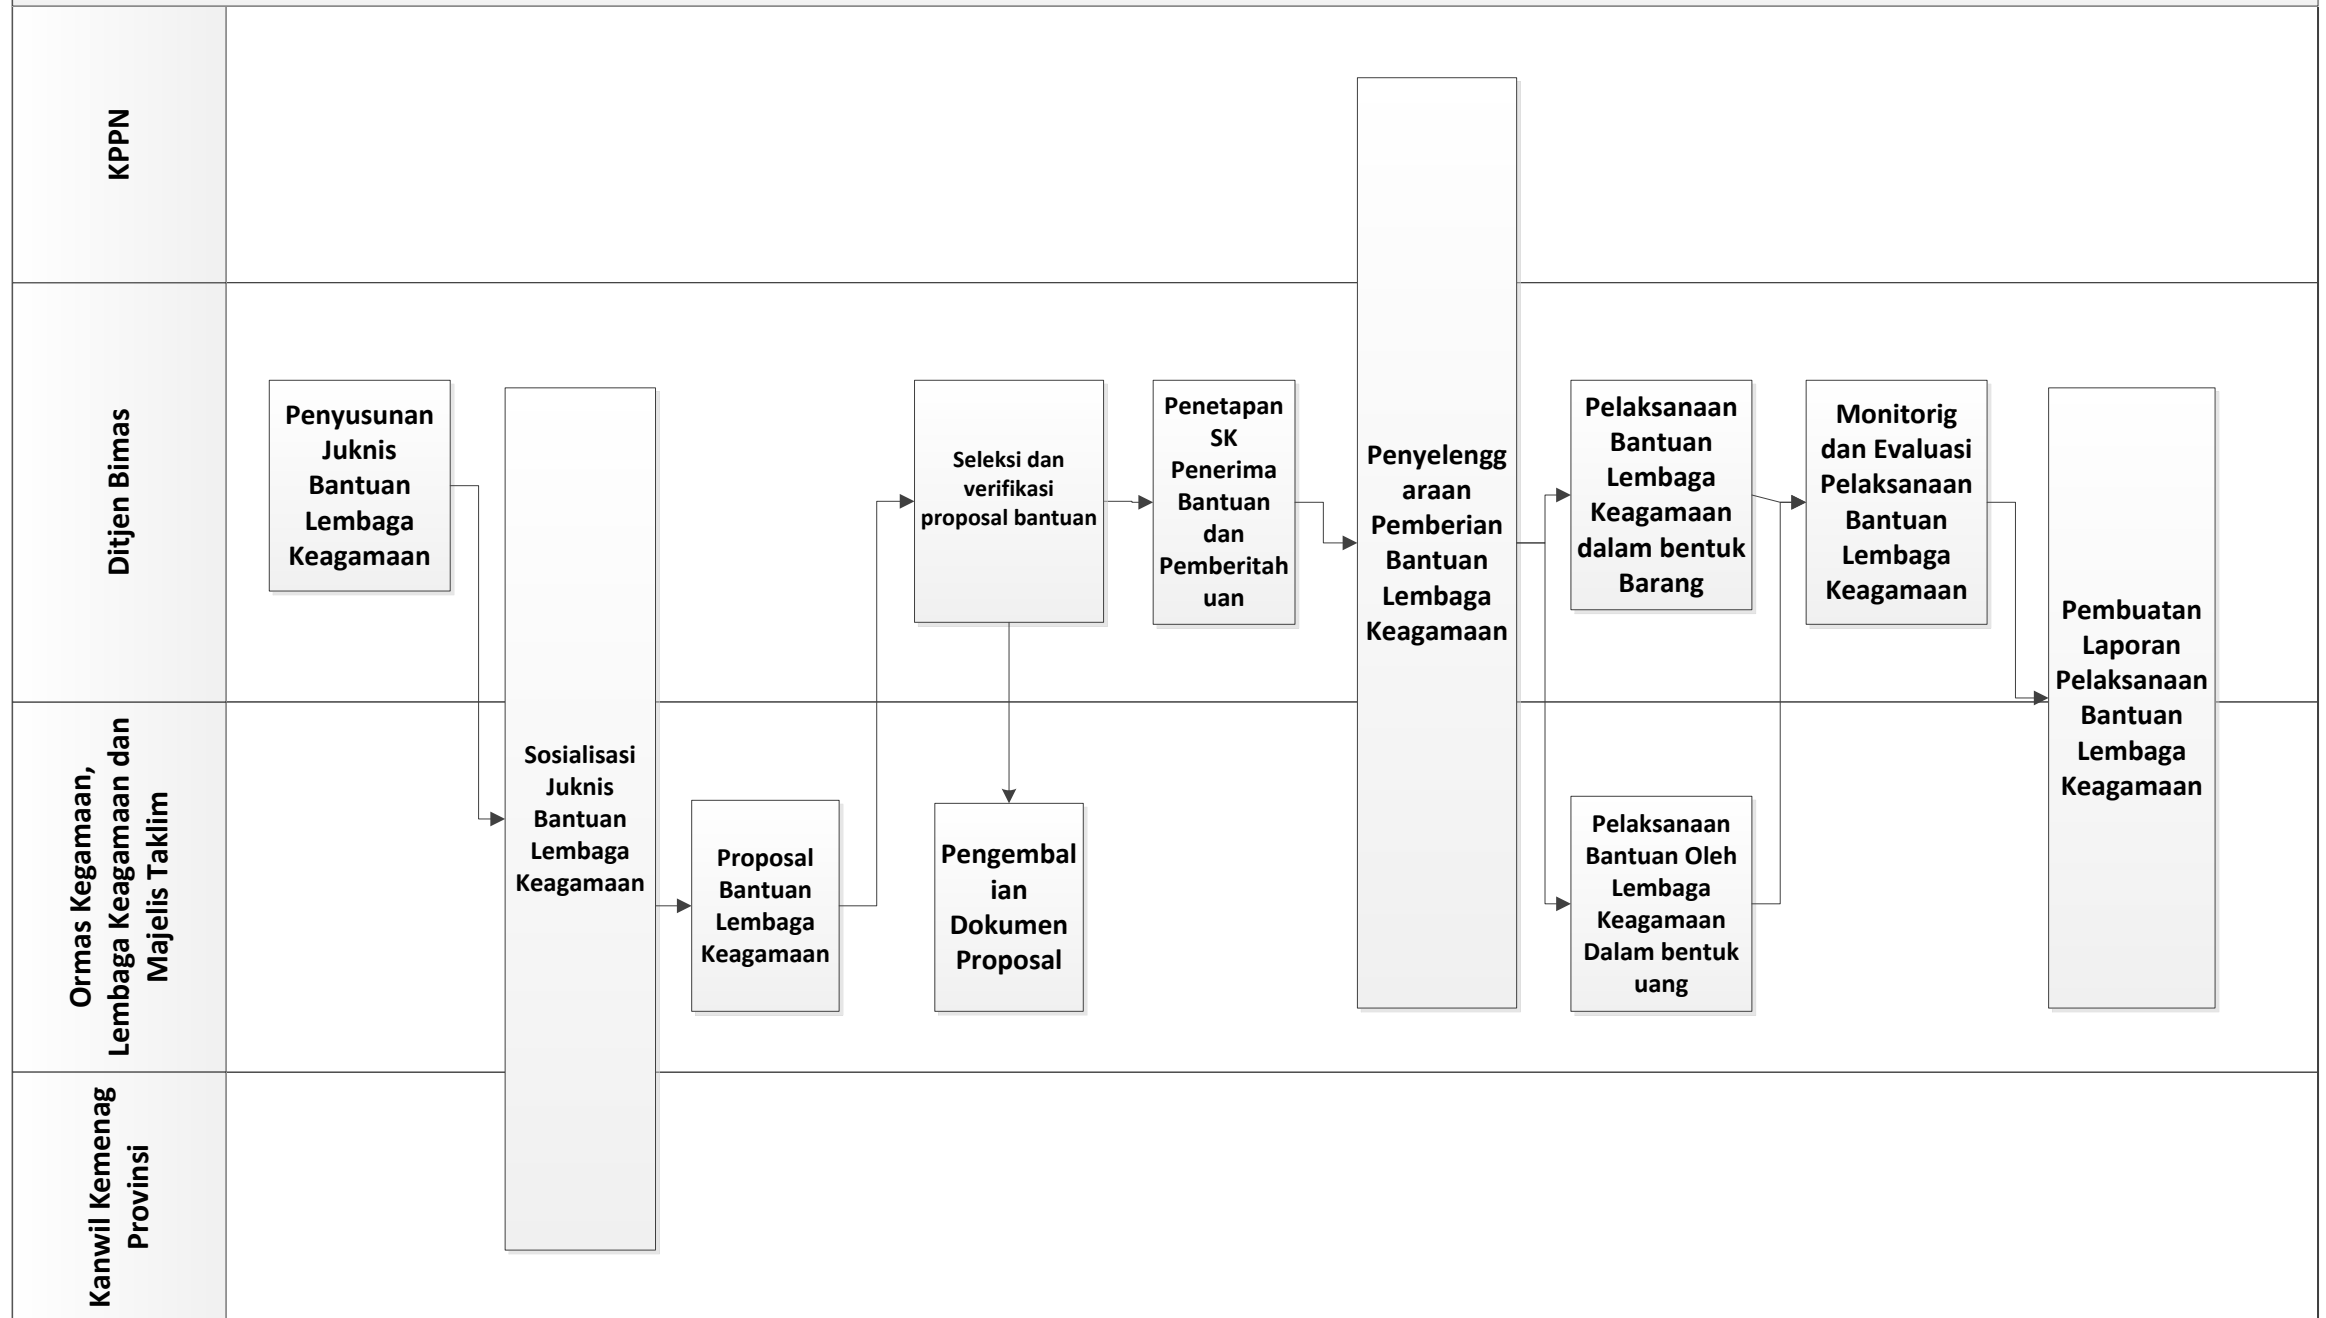 KPPN
Ditjen Bimas
Ormas Kegamaan,
Lembaga Keagamaan dan
Majelis Taklim
Kanwil Kemenag
Provinsi
Penyusunan
Juknis
Bantuan
Lembaga
Keagamaan
Sosialisasi
Juknis
Bantuan
Lembaga
Keagamaan
Proposal
Bantuan
Lembaga
Keagamaan
Seleksi dan
verifikasi
proposal bantuan
Pengembal
ian
Dokumen
Proposal
Penetapan
SK
Penerima
Bantuan
dan
Pemberitah
uan
Penyelengg
araan
Pemberian
Bantuan
Lembaga
Keagamaan
Pelaksanaan
Bantuan
Lembaga
Keagamaan
dalam bentuk
Barang
Pelaksanaan
Bantuan Oleh
Lembaga
Keagamaan
Dalam bentuk
uang
Monitorig
dan Evaluasi
Pelaksanaan
Bantuan
Lembaga
Keagamaan
Pembuatan
Laporan
Pelaksanaan
Bantuan
Lembaga
Keagamaan